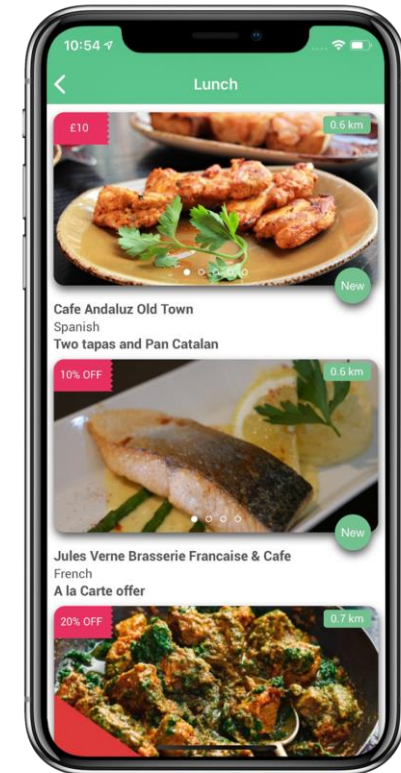 10:54
Lunch
£10
0.6 km
New
Cafe Andaluz Old Town
Spanish
Two tapas and Pan Catalan
10% OFF
0.6 km
New
Jules Verne Brasserie Francaise & Cafe
French
A la Carte offer
20% OFF
0.7 km